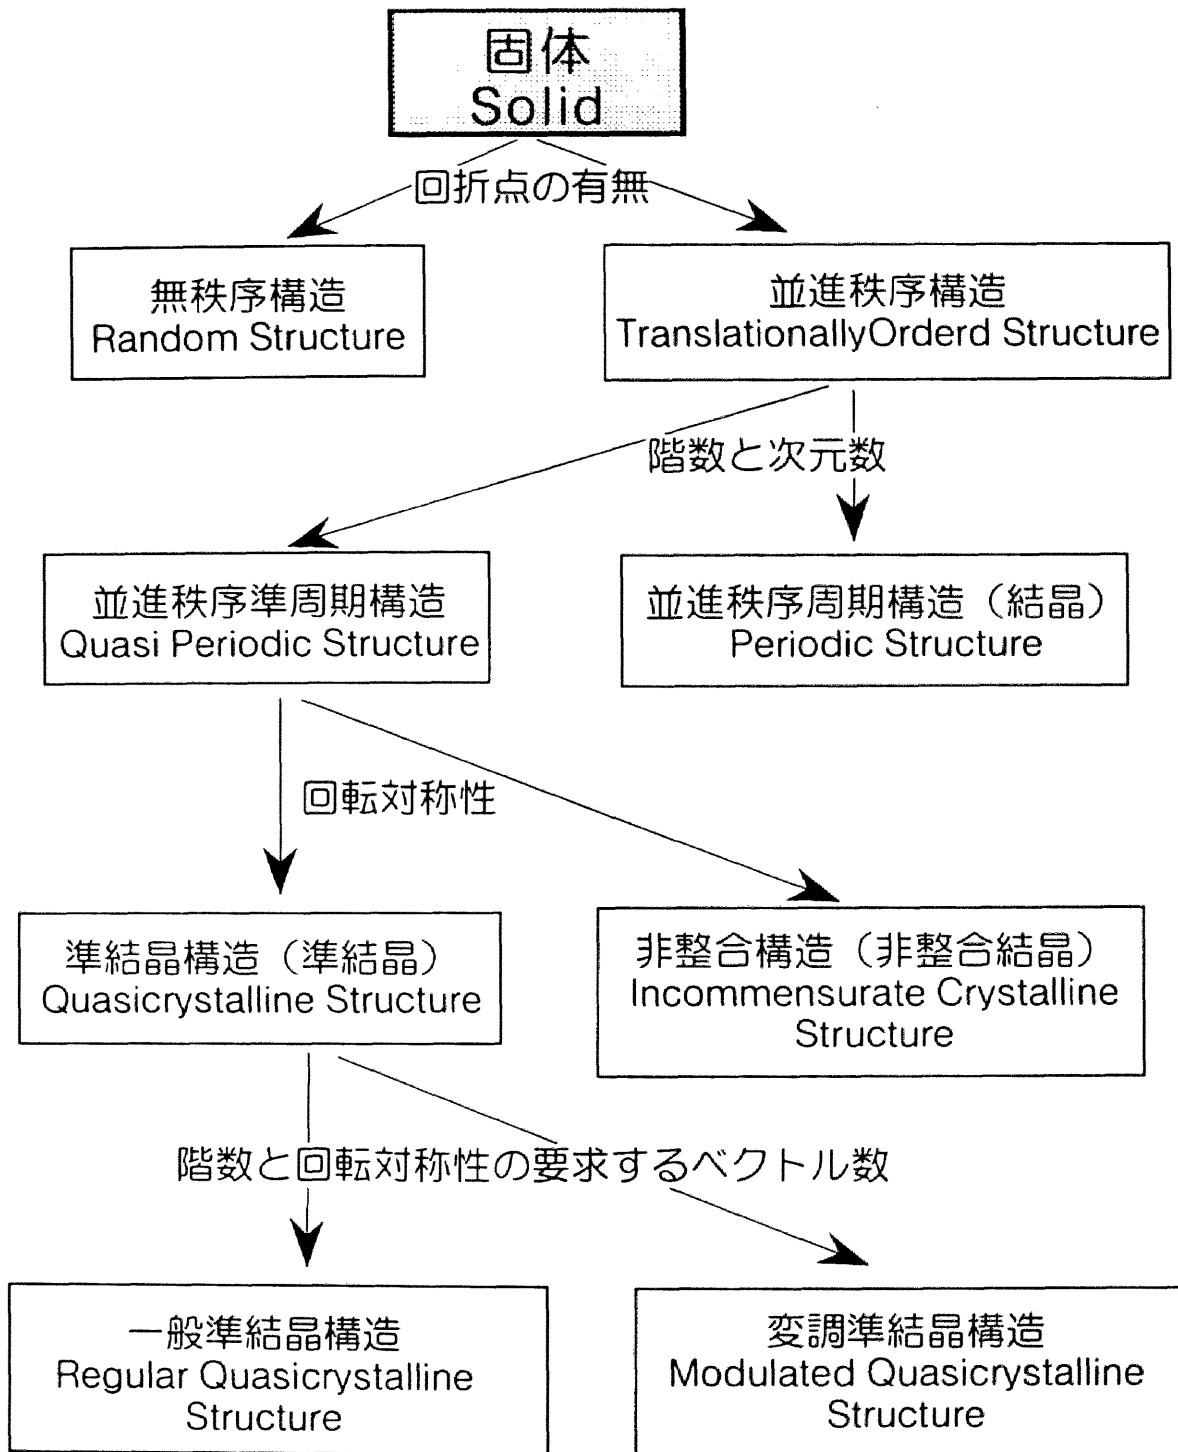 固体
Solid
回折点の有無
無秩序構造
Random Structure
並進秩序構造
TranslationallyOrderd Structure
階数と次元数
並進秩序準周期構造
Quasi Periodic Structure
並進秩序周期構造（結晶）
Periodic Structure
回転対称性
準結晶構造（準結晶）
Quasicrystalline Structure
非整合構造（非整合結晶）
Incommensurate Crystalline
Structure
階数と回転対称性の要求するベクトル数
一般準結晶構造
Regular Quasicrystalline
Structure
変調準結晶構造
Modulated Quasicrystalline
Structure